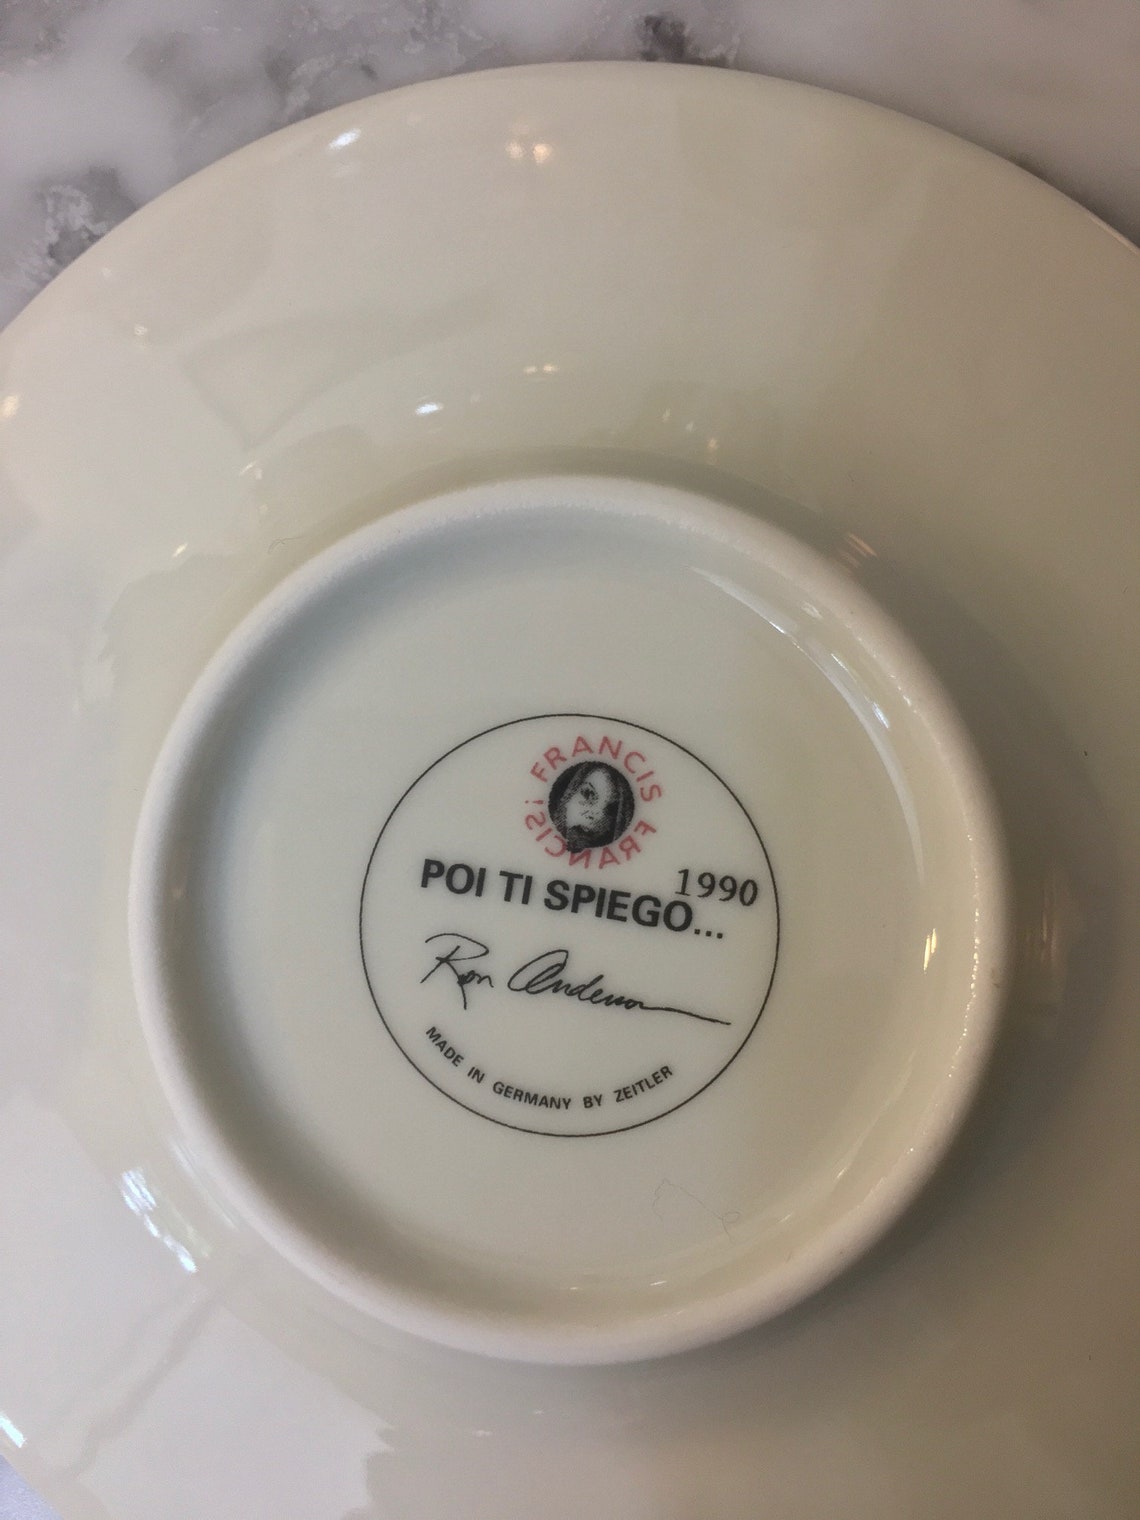 FRANCIS FRANCIS!
1990
POI TI SPIEGO...
Ron Anderson
MADE IN GERMANY BY ZEITLER